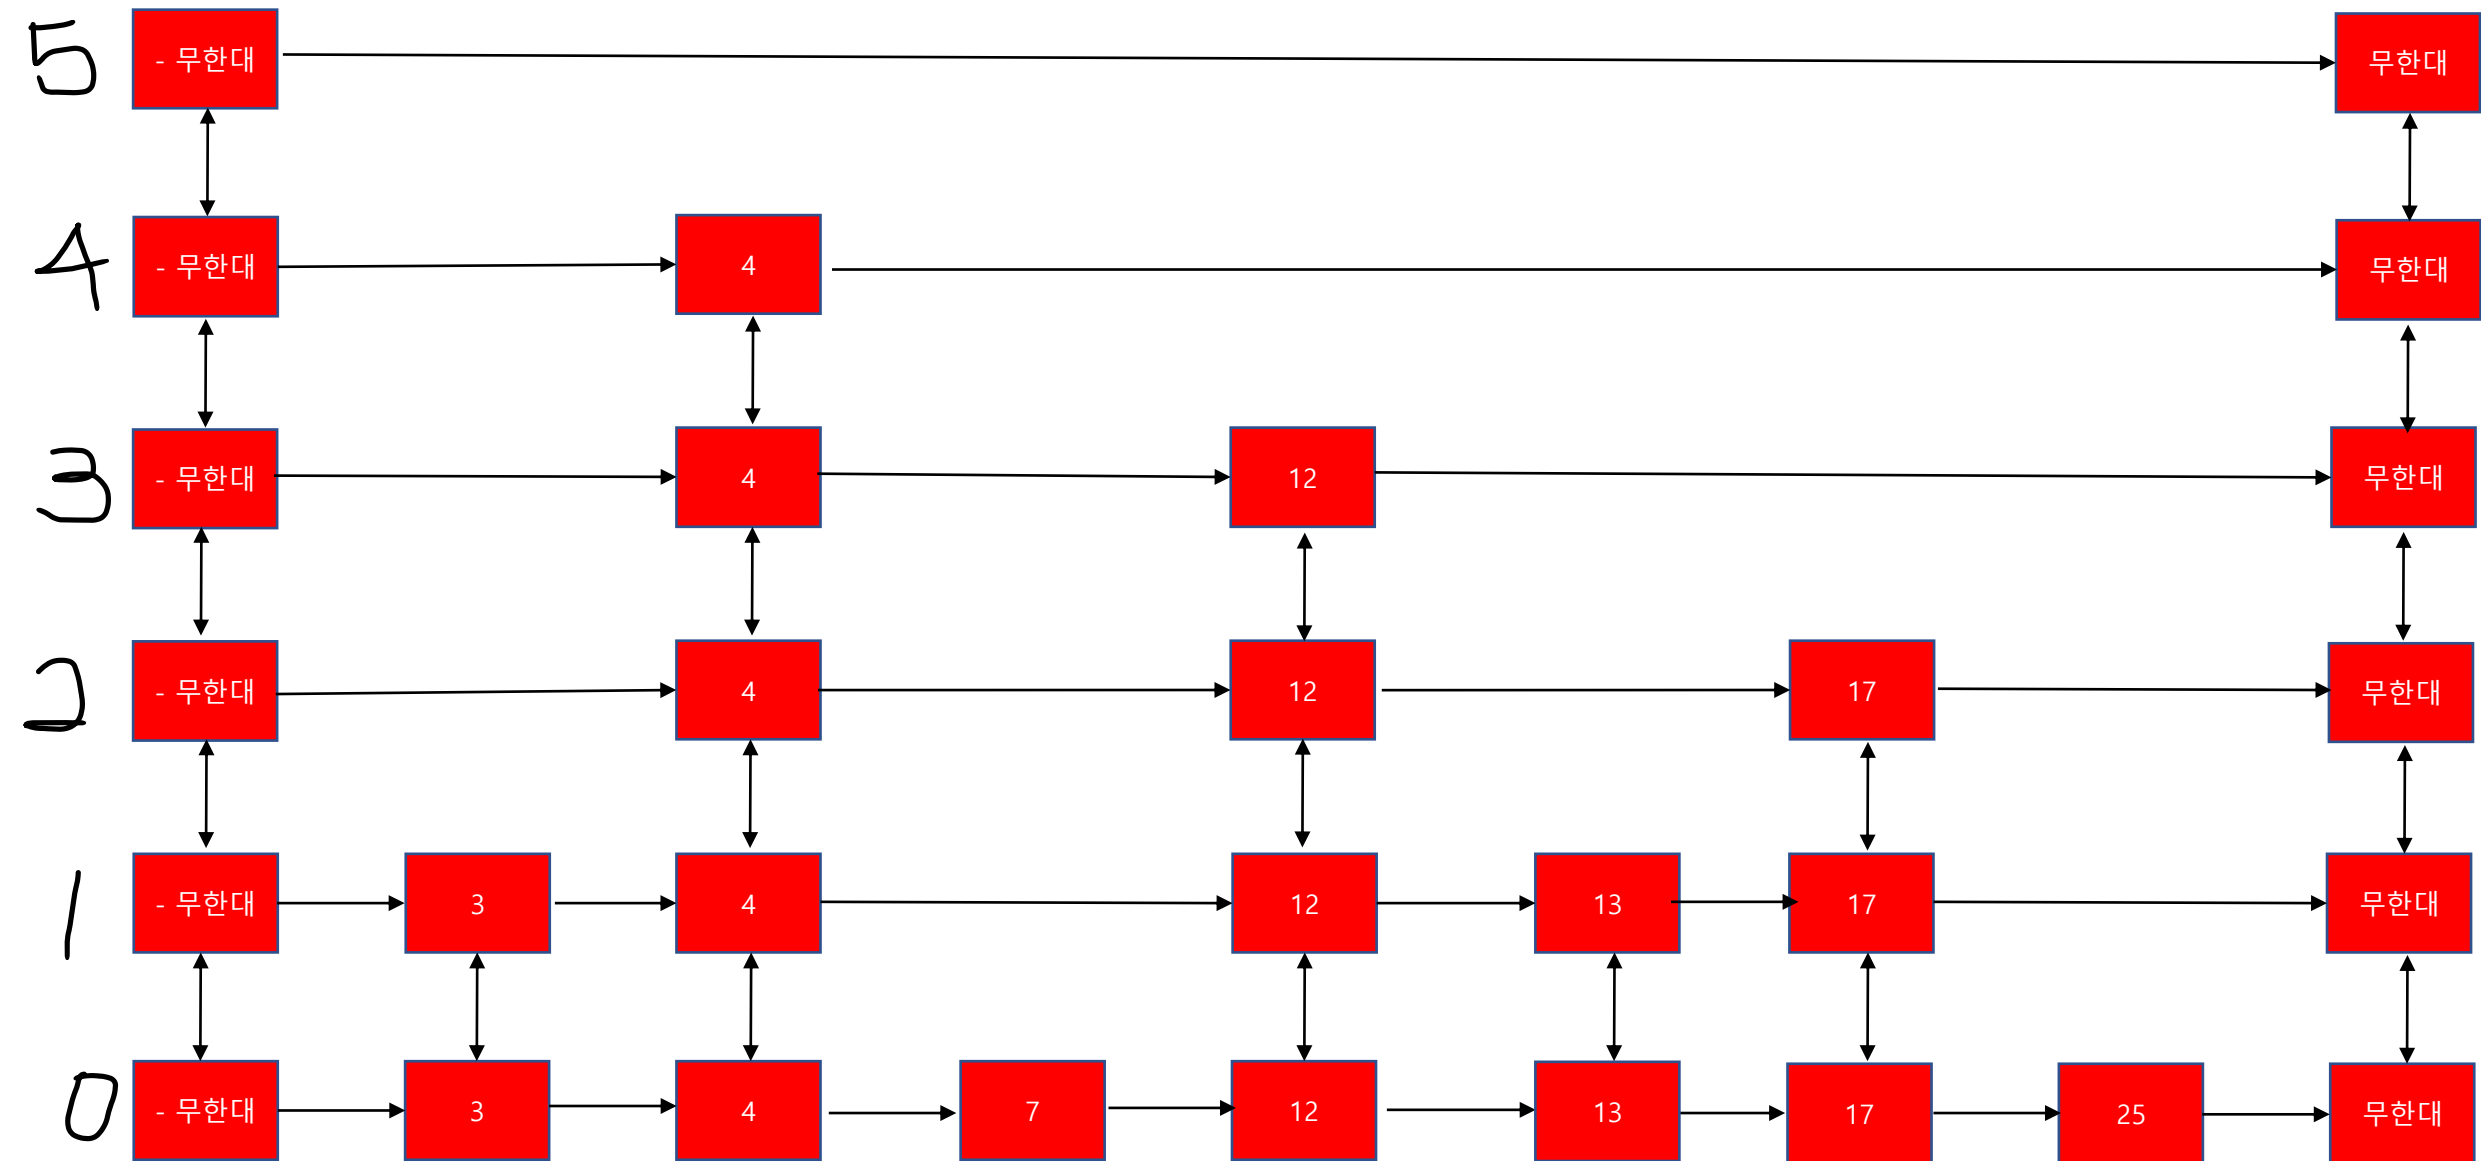 5 - 무한대 무한대
4 - 무한대 4 무한대
3 - 무한대 4 12 무한대
2 - 무한대 4 12 17 무한대
1 - 무한대 3 4 12 13 17 무한대
0 - 무한대 3 4 7 12 13 17 25 무한대